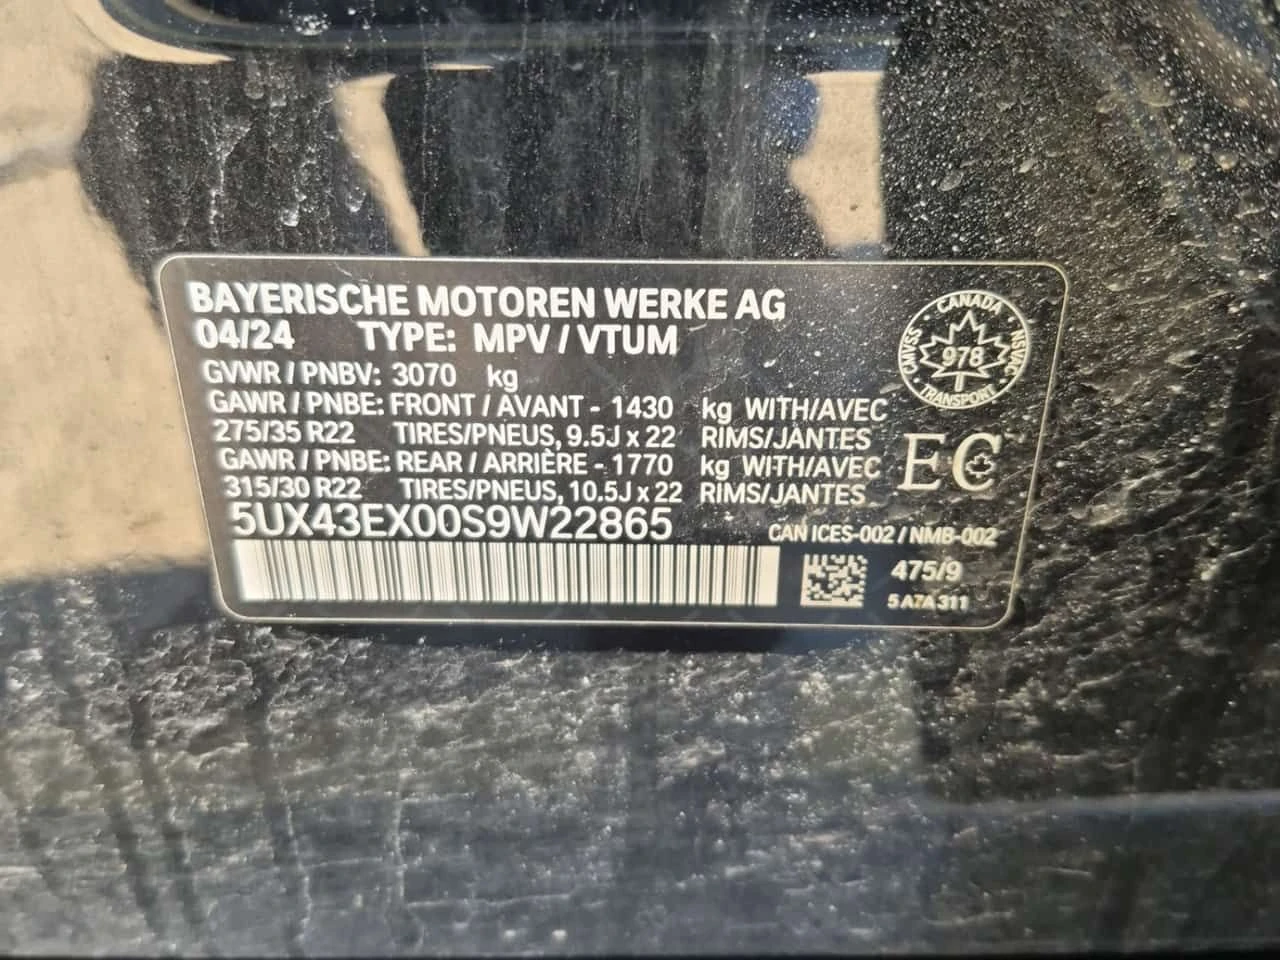 BAYERISCHE MOTOREN WERKE AG
04/24 TYPE: MPV / VTUM
GVWR / PNBV: 3070 kg
GAWR / PNBE: FRONT / AVANT - 1430 kg WITH/AVEC
275/35 R22 TIRES/PNEUS, 9.5J x 22 RIMS/JANTES
GAWR / PNBE: REAR / ARRIÈRE - 1770 kg WITH/AVEC
315/30 R22 TIRES/PNEUS, 10.5J x 22 RIMS/JANTES
5UX43EX00S9W22865
CANADA
CMVSS 978 NSVAC
TRANSPORT
EC
CAN ICES-002 / NMB-002
475/9
5A7A311